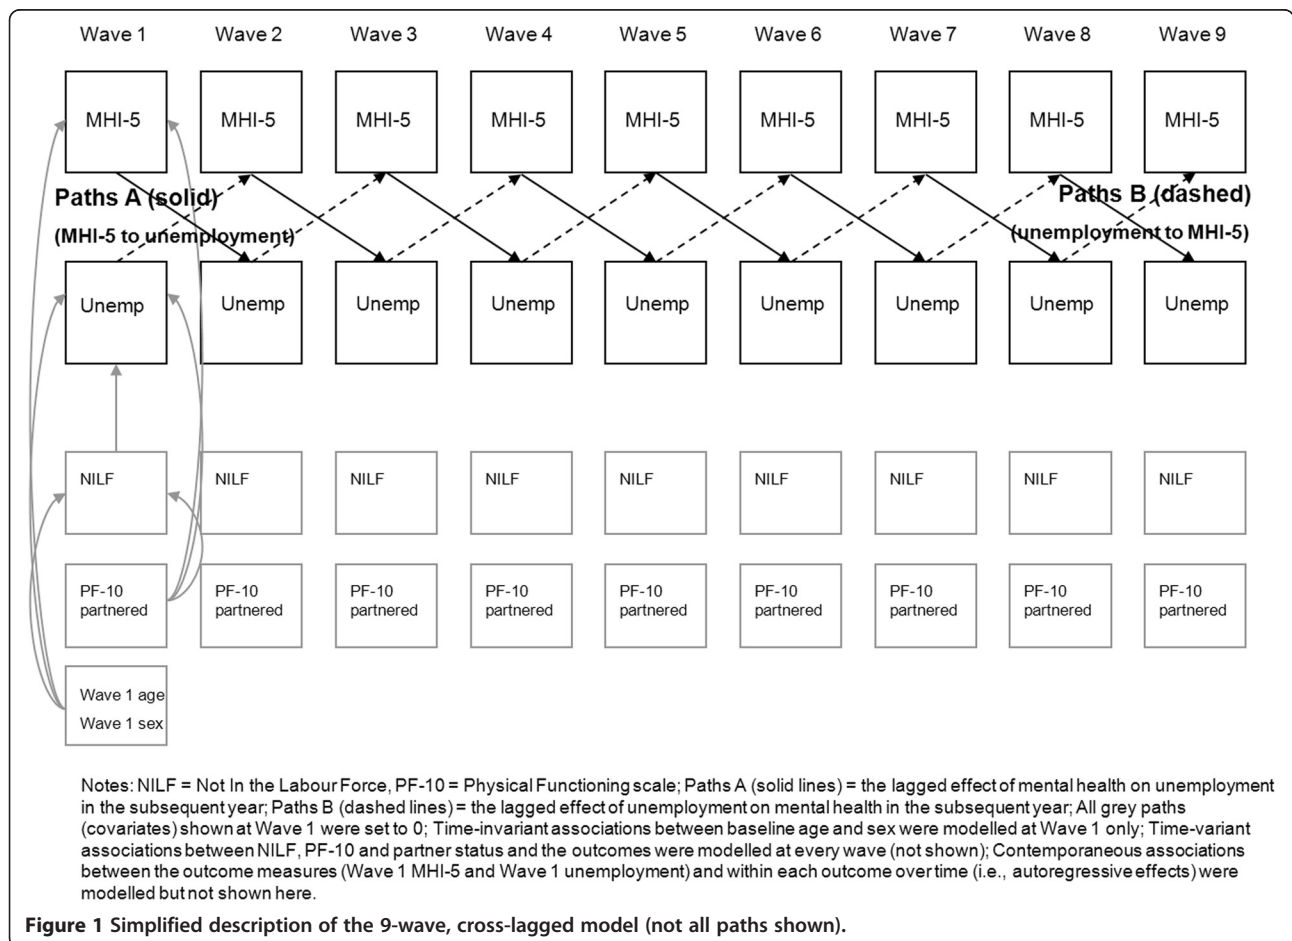 Wave 1 Wave 2 Wave 3 Wave 4 Wave 5 Wave 6 Wave 7 Wave 8 Wave 9
MHI-5 MHI-5 MHI-5 MHI-5 MHI-5 MHI-5 MHI-5 MHI-5 MHI-5
Paths A (solid) Paths B (dashed)
(MHI-5 to unemployment) (unemployment to MHI-5)
Unemp Unemp Unemp Unemp Unemp Unemp Unemp Unemp Unemp
NILF NILF NILF NILF NILF NILF NILF NILF NILF
PF-10 PF-10 PF-10 PF-10 PF-10 PF-10 PF-10 PF-10 PF-10
partnered partnered partnered partnered partnered partnered partnered partnered partnered
Wave 1 age
Wave 1 sex
Notes: NILF = Not In the Labour Force, PF-10 = Physical Functioning scale; Paths A (solid lines) = the lagged effect of mental health on unemployment
in the subsequent year; Paths B (dashed lines) = the lagged effect of unemployment on mental health in the subsequent year; All grey paths
(covariates) shown at Wave 1 were set to 0; Time-invariant associations between baseline age and sex were modelled at Wave 1 only; Time-variant
associations between NILF, PF-10 and partner status and the outcomes were modelled at every wave (not shown); Contemporaneous associations
between the outcome measures (Wave 1 MHI-5 and Wave 1 unemployment) and within each outcome over time (i.e., autoregressive effects) were
modelled but not shown here.
Figure 1 Simplified description of the 9-wave, cross-lagged model (not all paths shown).